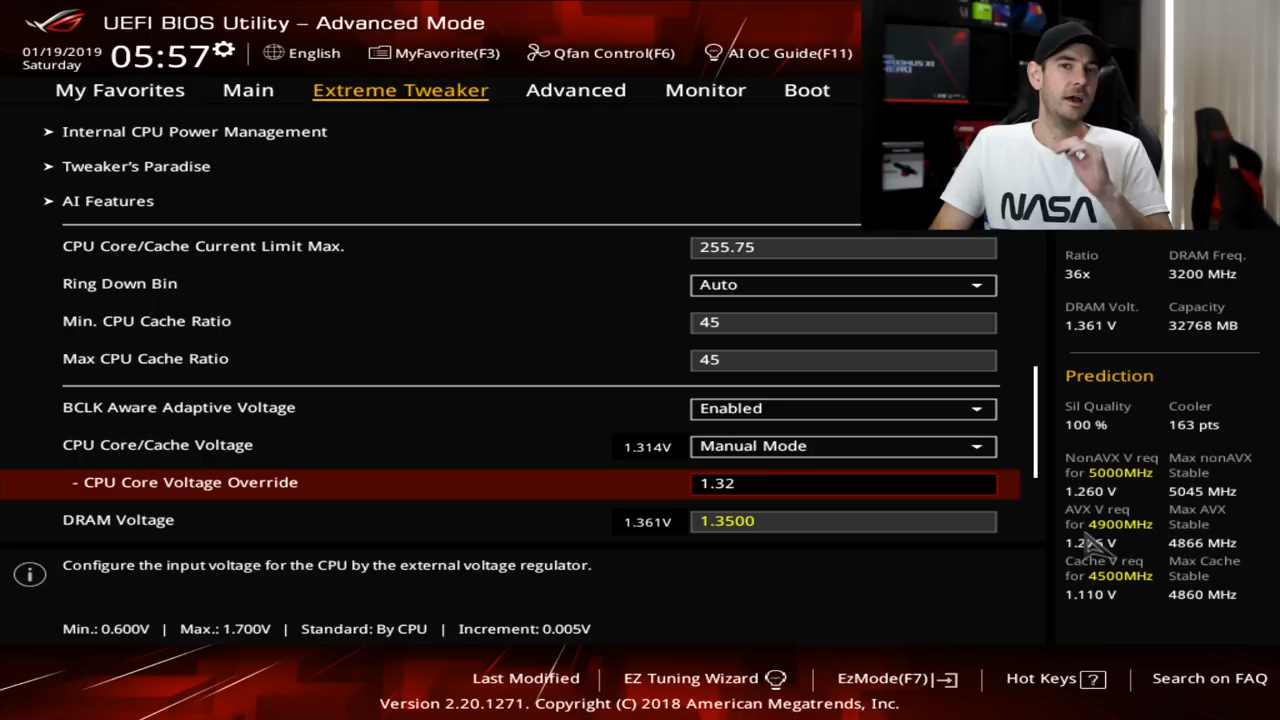 UEFI BIOS Utility – Advanced Mode
01/19/2019
Saturday
05:57
English
MyFavorite(F3)
Qfan Control(F6)
AI OC Guide(F11)
My Favorites
Main
Extreme Tweaker
Advanced
Monitor
Boot
Internal CPU Power Management
Tweaker's Paradise
AI Features
CPU Core/Cache Current Limit Max.
255.75
Ring Down Bin
Auto
Min. CPU Cache Ratio
45
Max CPU Cache Ratio
45
BCLK Aware Adaptive Voltage
Enabled
CPU Core/Cache Voltage
1.314V
Manual Mode
- CPU Core Voltage Override
1.32
DRAM Voltage
1.361V
1.3500
Configure the input voltage for the CPU by the external voltage regulator.
Min.: 0.600V | Max.: 1.700V | Standard: By CPU | Increment: 0.005V
NASA
Ratio
DRAM Freq.
36x
3200 MHz
DRAM Volt.
Capacity
1.361 V
32768 MB
Prediction
Sil Quality
Cooler
100 %
163 pts
NonAVX V req
Max nonAVX
for 5000MHz
Stable
1.260 V
5045 MHz
AVX V req
Max AVX
for 4900MHz
Stable
V
4866 MHz
Cache V req
Max Cache
for 4500MHz
Stable
1.110 V
4860 MHz
Last Modified
EZ Tuning Wizard
EzMode(F7)
Hot Keys ?
Search on FAQ
Version 2.20.1271. Copyright (C) 2018 American Megatrends, Inc.